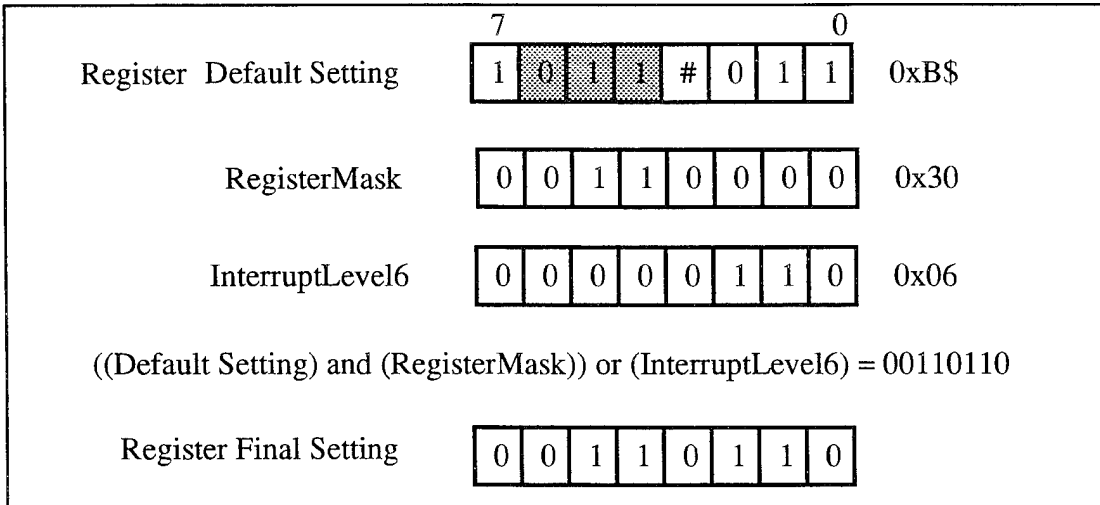 7 0
Register Default Setting 1 0 1 1 # 0 1 1 0xB$
RegisterMask 0 0 1 1 0 0 0 0 0x30
InterruptLevel6 0 0 0 0 0 1 1 0 0x06
((Default Setting) and (RegisterMask)) or (InterruptLevel6) = 00110110
Register Final Setting 0 0 1 1 0 1 1 0